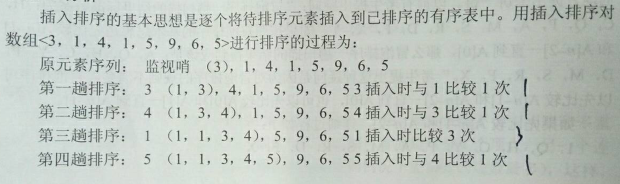 插入排序的基本思想是逐个将待排序元素插入到已排序的有序表中。用插入排序对
数组<3，1，4，1，5，9，6，5>进行排序的过程为：
原元素序列：监视哨 （3），1，4，1，5，9，6，5
第一趟排序：3 （1，3），4，1，5，9，6，5 3 插入时与 1 比较 1 次
第二趟排序：4 （1，3，4），1，5，9，6，5 4 插入时与 3 比较 1 次
第三趟排序：1 （1，1，3，4），5，9，6，5 1 插入时比较 3 次
第四趟排序：5 （1，1，3，4，5），9，6，5 5 插入时与 4 比较 1 次